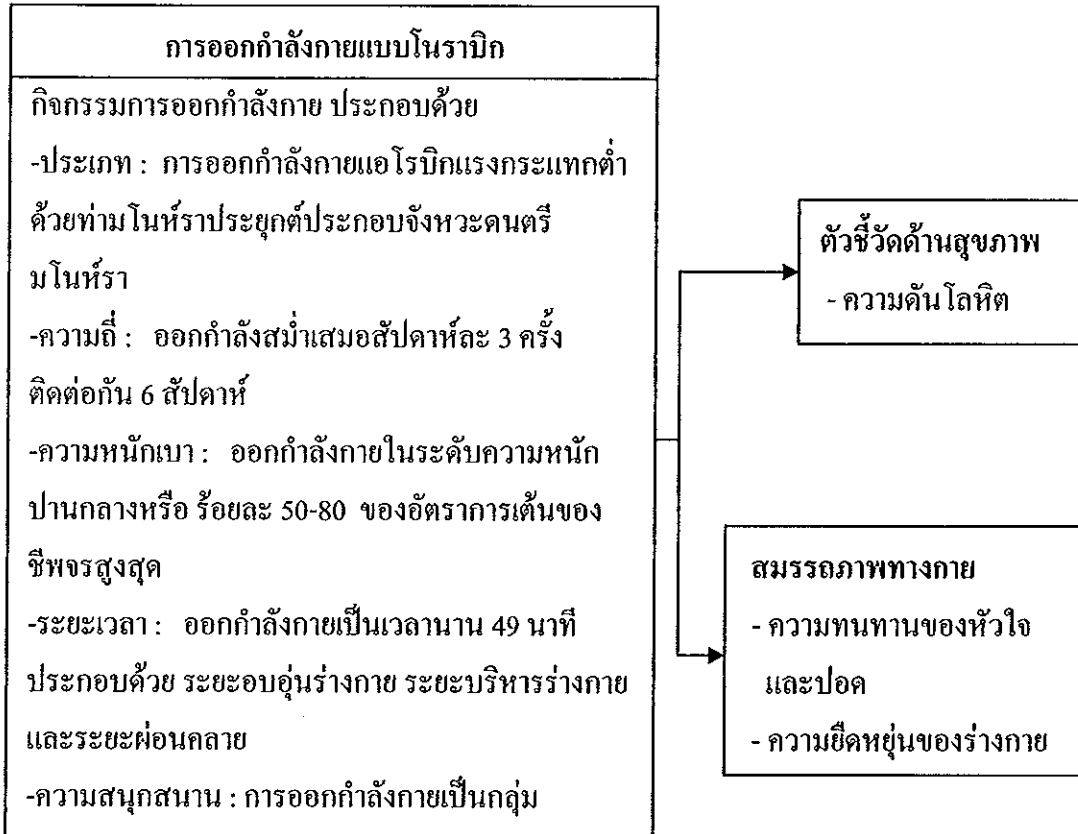 การออกกำลังกายแบบโนราบิก
กิจกรรมการออกกำลังกาย ประกอบด้วย
-ประเภท : การออกกำลังกายแอโรบิกแรงกระแทกต่ำ
ด้วยท่ามโนห์ราประยุกต์ประกอบจังหวะดนตรี
มโนห์รา
-ความถี่ : ออกกำลังสม่ำเสมอสัปดาห์ละ 3 ครั้ง
ติดต่อกัน 6 สัปดาห์
-ความหนักเบา : ออกกำลังกายในระดับความหนัก
ปานกลางหรือ ร้อยละ 50-80 ของอัตราการเต้นของ
ชีพจรสูงสุด
-ระยะเวลา : ออกกำลังกายเป็นเวลานาน 49 นาที
ประกอบด้วย ระยะอบอุ่นร่างกาย ระยะบริหารร่างกาย
และระยะผ่อนคลาย
-ความสนุกสนาน : การออกกำลังกายเป็นกลุ่ม
ตัวชี้วัดด้านสุขภาพ
- ความดันโลหิต
สมรรถภาพทางกาย
- ความทนทานของหัวใจ
และปอด
- ความยืดหยุ่นของร่างกาย